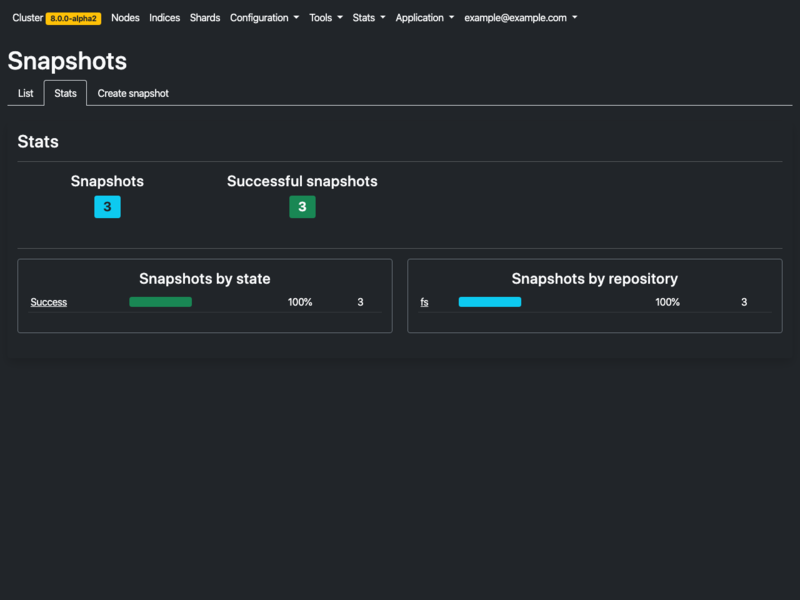 Cluster 8.0.0-alpha2 Nodes Indices Shards Configuration Tools Stats Application example@example.com
Snapshots
List Stats Create snapshot
Stats
Snapshots Successful snapshots
3 3
Snapshots by state
Success 100% 3
Snapshots by repository
fs 100% 3